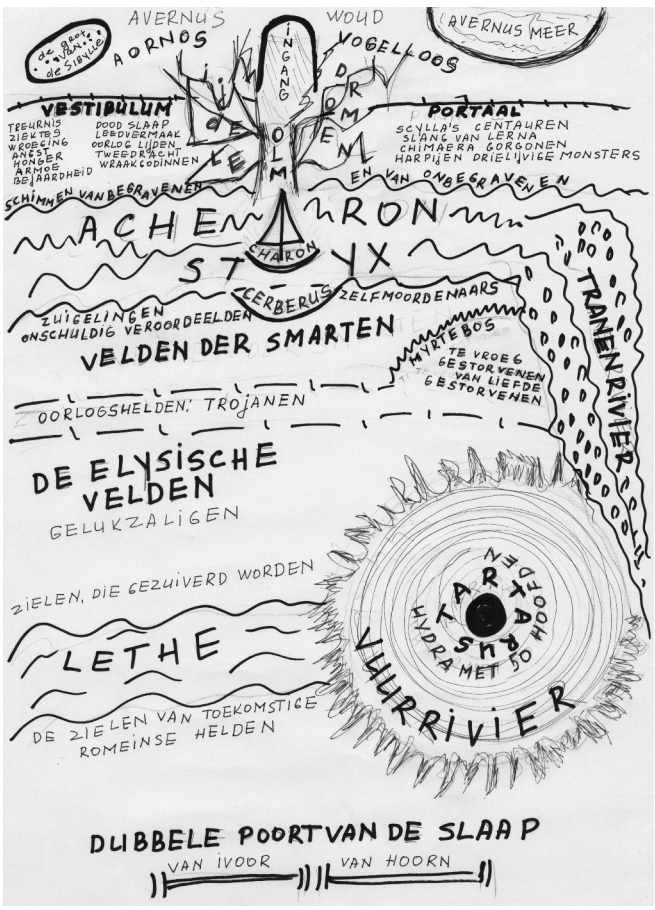 AVERNUS WOUD
AVERNUS MEER
de grot
van
de SIBYLLE
AORNOS
VOGELLOOS
INGANG
OLM
iJdELE
DROMEN
VESTIBULUM
TREURNIS
ZIEKTES
WROEGING
ANGST
HONGER
ARMOE
BEJAARDHEID
DOOD SLAAP
LEEDVERMAAK
OORLOG LIJDEN
TWEEDRACHT
WRAAKGODINNEN
PORTAAL
SCYLLA'S CENTAUREN
SLANG VAN LERNA
CHIMAERA GORGONEN
HARPIJEN DRIELIJVIGE MONSTERS
SCHIMMEN VAN BEGRAVENEN
EN VAN ONBEGRAVENEN
ACHERON
CHARON
STYX
CERBERUS
ZUIGELINGEN
ONSCHULDIG VEROORDEELDEN
ZELFMOORDENAARS
VELDEN DER SMARTEN
MYRTEBOS
TE VROEG
GESTORVENEN
VAN LIEFDE
GESTORVENEN
TRANENRIVIER
OORLOGSHELDEN: TROJANEN
DE ELYSISCHE
VELDEN
GELUKZALIGEN
ZIELEN, DIE GEZUIVERD WORDEN
LETHE
DE ZIELEN VAN TOEKOMSTIGE
ROMEINSE HELDEN
TARTARUS
HYDRA MET 50 HOOFDEN
VUURRIVIER
DUBBELE POORT VAN DE SLAAP
VAN IVOOR
VAN HOORN